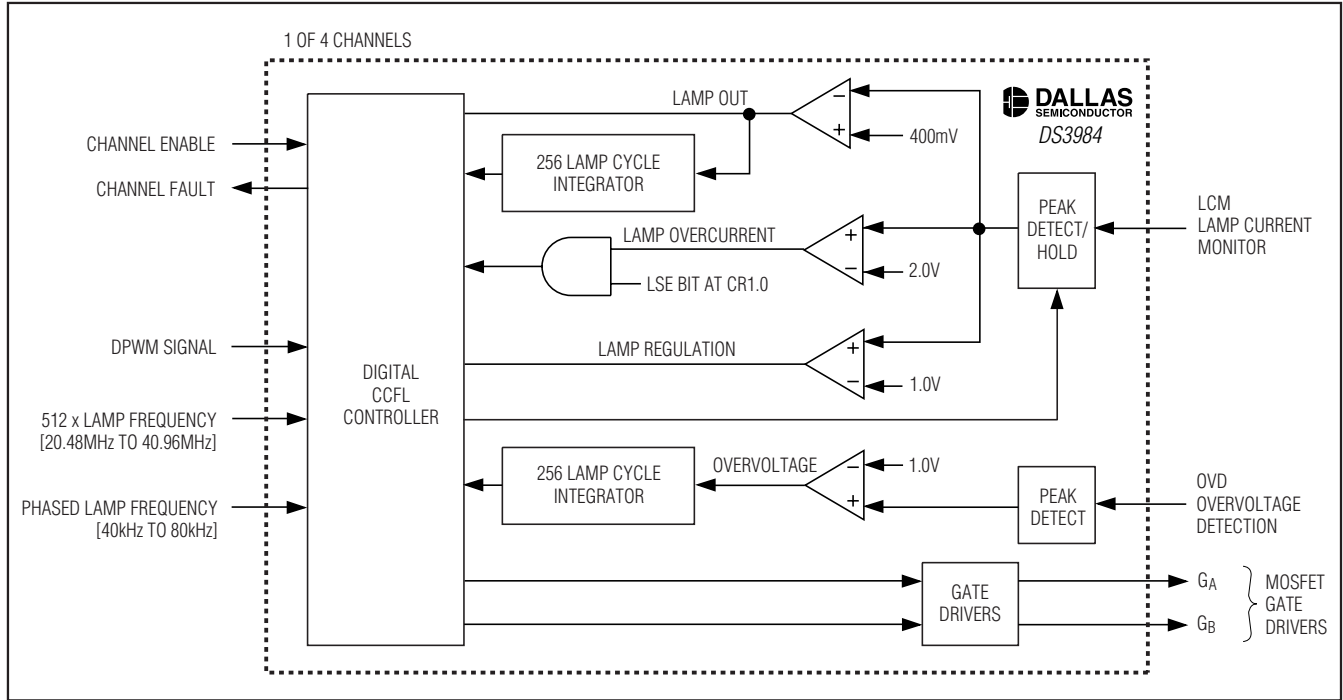 1 OF 4 CHANNELS
DALLAS
SEMICONDUCTOR
DS3984
CHANNEL ENABLE
CHANNEL FAULT
DPWM SIGNAL
512 x LAMP FREQUENCY
[20.48MHz TO 40.96MHz]
PHASED LAMP FREQUENCY
[40kHz TO 80kHz]
DIGITAL
CCFL
CONTROLLER
LAMP OUT
−
+
400mV
256 LAMP CYCLE
INTEGRATOR
LAMP OVERCURRENT
+
−
2.0V
LSE BIT AT CR1.0
LAMP REGULATION
+
−
1.0V
PEAK
DETECT/
HOLD
LCM
LAMP CURRENT
MONITOR
256 LAMP CYCLE
INTEGRATOR
OVERVOLTAGE
−
+
1.0V
PEAK
DETECT
OVD
OVERVOLTAGE
DETECTION
GATE
DRIVERS
GA
GB
MOSFET
GATE
DRIVERS